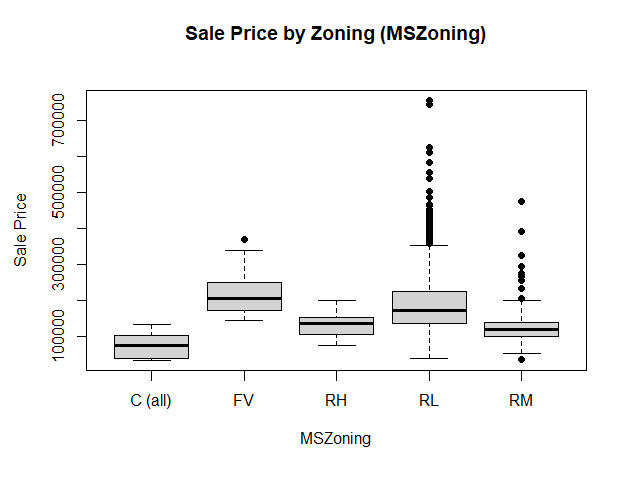 Sale Price by Zoning (MSZoning)
Sale Price
700000
500000
300000
100000
C (all) FV RH RL RM
MSZoning